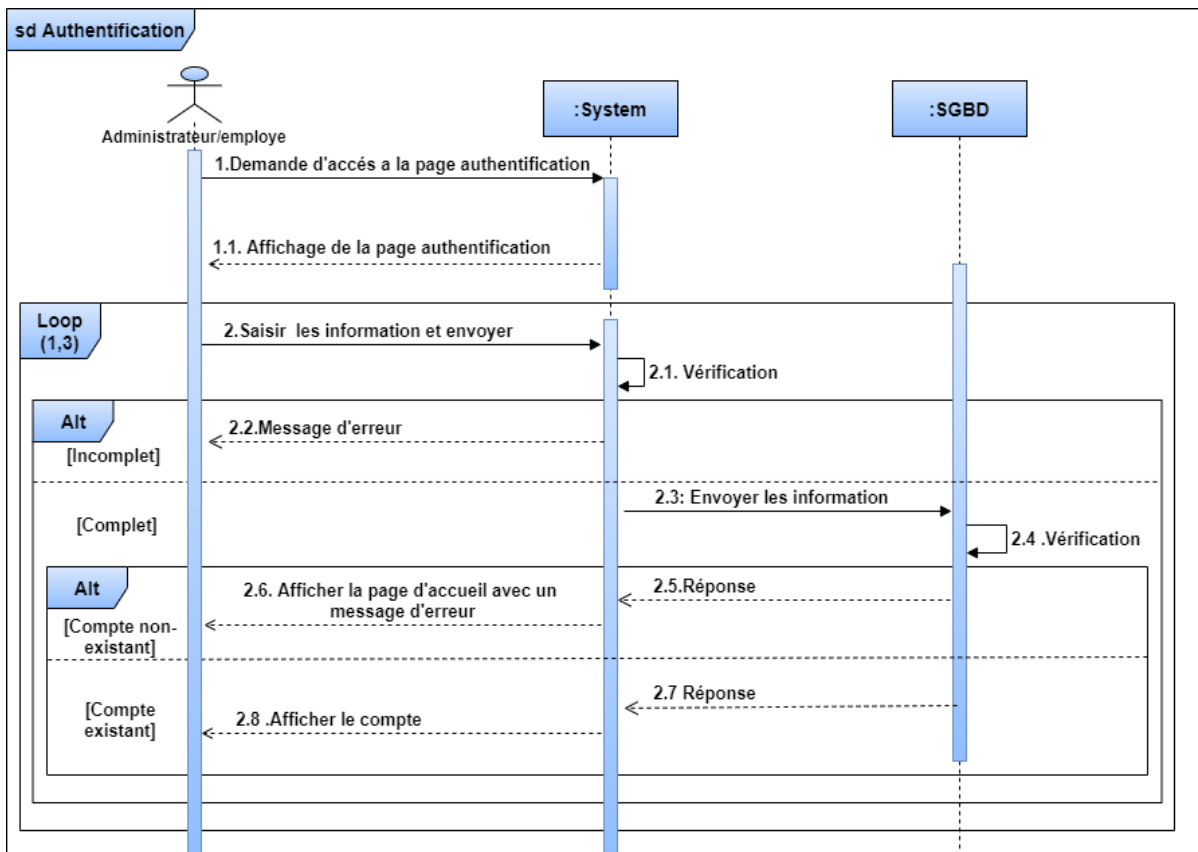 sd Authentification
Administrateur/employe
:System
:SGBD
1.Demande d'accés a la page authentification
1.1. Affichage de la page authentification
Loop
(1,3)
2.Saisir les information et envoyer
2.1. Vérification
Alt
2.2.Message d'erreur
[Incomplet]
2.3: Envoyer les information
[Complet]
2.4 .Vérification
Alt
2.5.Réponse
2.6. Afficher la page d'accueil avec un
message d'erreur
[Compte non-
existant]
2.7 Réponse
[Compte
existant]
2.8 .Afficher le compte